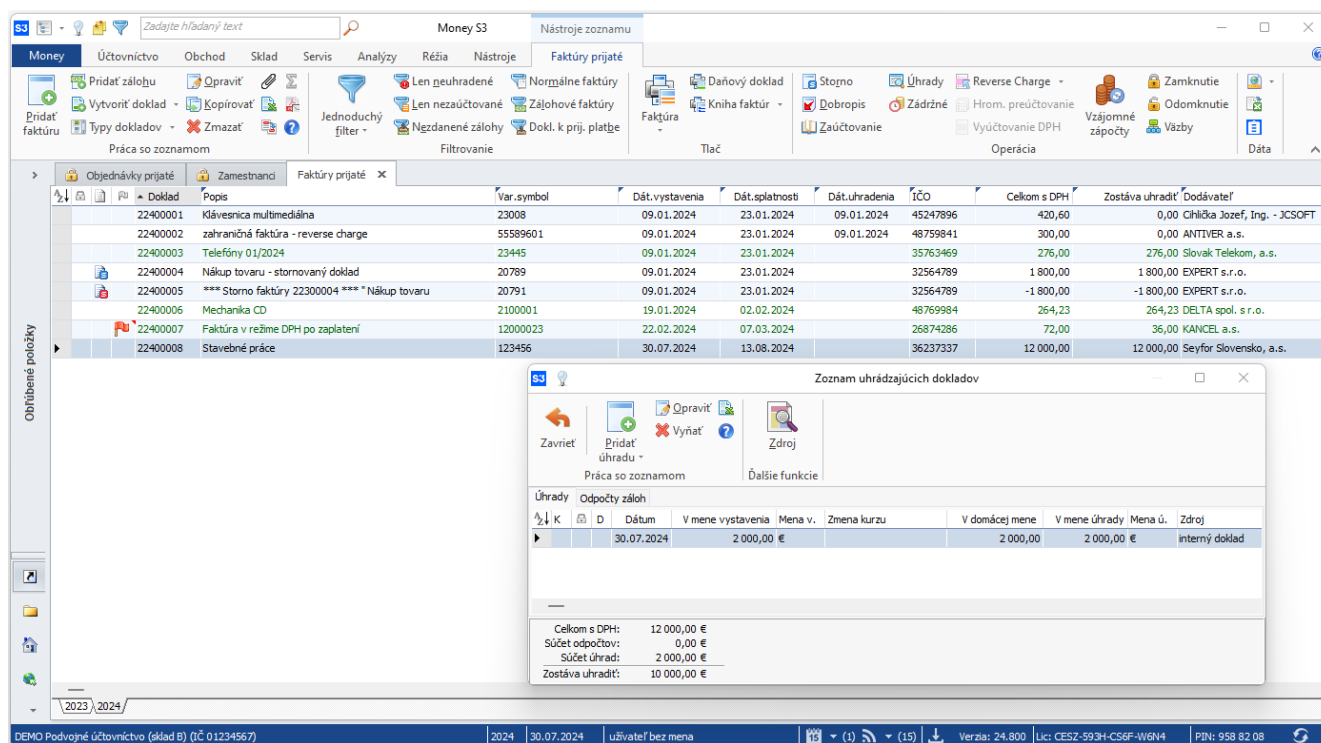 S3 Zadajte hľadaný text Money S3 Nástroje zoznamu
Money Účtovníctvo Obchod Sklad Servis Analýzy Réžia Nástroje Faktúry prijaté
Pridať zálohu Opraviť Len neuhradené Normálne faktúry Daňový doklad Storno Úhrady Reverse Charge Zamknutie
Vytvoriť doklad Kopírovať Len nezaúčtované Zálohové faktúry Kniha faktúr Dobropis Zádržné Hrom. preúčtovanie Odomknutie
Pridať faktúru Typy dokladov Zmazať Jednoduchý filter Nezdanené zálohy Dokl. k prij. platbe Faktúra Zaúčtovanie Vyúčtovanie DPH Vzájomné zápočty Väzby
Práca so zoznamom Filtrovanie Tlač Operácia Dáta
Objednávky prijaté Zamestnanci Faktúry prijaté
Doklad Popis Var.symbol Dát.vystavenia Dát.splatnosti Dát.uhradenia IČO Celkom s DPH Zostáva uhradiť Dodávateľ
22400001 Klávesnica multimediálna 23008 09.01.2024 23.01.2024 09.01.2024 45247896 420,60 0,00 Cihlička Jozef, Ing. - JCSOFT
22400002 zahraničná faktúra - reverse charge 55589601 09.01.2024 23.01.2024 09.01.2024 48759841 300,00 0,00 ANTIVER a.s.
22400003 Telefóny 01/2024 23445 09.01.2024 23.01.2024 35763469 276,00 276,00 Slovak Telekom, a.s.
22400004 Nákup tovaru - stornovaný doklad 20789 09.01.2024 23.01.2024 32564789 1 800,00 1 800,00 EXPERT s.r.o.
22400005 *** Storno faktúry 22300004 *** " Nákup tovaru 20791 09.01.2024 23.01.2024 32564789 -1 800,00 -1 800,00 EXPERT s.r.o.
22400006 Mechanika CD 2100001 19.01.2024 02.02.2024 48769984 264,23 264,23 DELTA spol. s r.o.
22400007 Faktúra v režime DPH po zaplatení 12000023 22.02.2024 07.03.2024 26874286 72,00 36,00 KANCEL a.s.
22400008 Stavebné práce 123456 30.07.2024 13.08.2024 36237337 12 000,00 12 000,00 Seyfor Slovensko, a.s.
Obľúbené položky
S3 Zoznam uhrádzajúcich dokladov
Opraviť
Vyňať
Zavrieť Pridať úhradu Zdroj
Práca so zoznamom Ďalšie funkcie
Úhrady Odpočty záloh
K D Dátum V mene vystavenia Mena v. Zmena kurzu V domácej mene V mene úhrady Mena ú. Zdroj
30.07.2024 2 000,00 € 2 000,00 2 000,00 € interný doklad
Celkom s DPH: 12 000,00 €
Súčet odpočtov: 0,00 €
Súčet úhrad: 2 000,00 €
Zostáva uhradiť: 10 000,00 €
2023 2024
DEMO Podvojné účtovníctvo (sklad B) (IČ 01234567) 2024 30.07.2024 užívateľ bez mena 15 (1) (15) Verzia: 24.800 Lic: CESZ-593H-CS6F-W6N4 PIN: 958 82 08